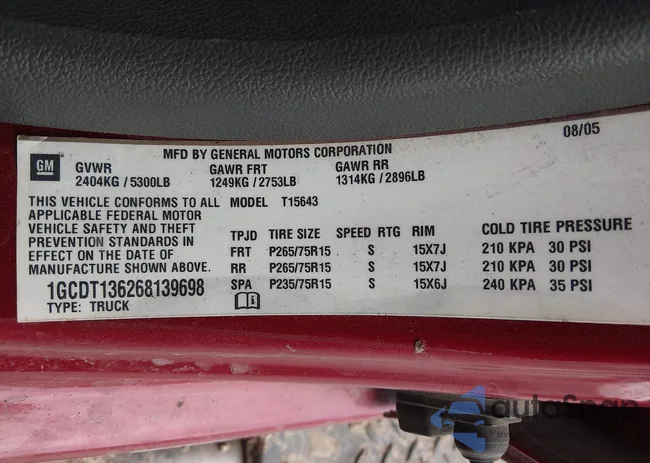 08/05
MFD BY GENERAL MOTORS CORPORATION
GM GVWR GAWR FRT GAWR RR
2404KG / 5300LB 1249KG / 2753LB 1314KG / 2896LB
THIS VEHICLE CONFORMS TO ALL MODEL T15643
APPLICABLE FEDERAL MOTOR
VEHICLE SAFETY AND THEFT
PREVENTION STANDARDS IN
EFFECT ON THE DATE OF
MANUFACTURE SHOWN ABOVE.
1GCDT136268139698
TYPE: TRUCK
TPJD TIRE SIZE SPEED RTG RIM COLD TIRE PRESSURE
FRT P265/75R15 S 15X7J 210 KPA 30 PSI
RR P265/75R15 S 15X7J 210 KPA 30 PSI
SPA P235/75R15 S 15X6J 240 KPA 35 PSI
autoSnap